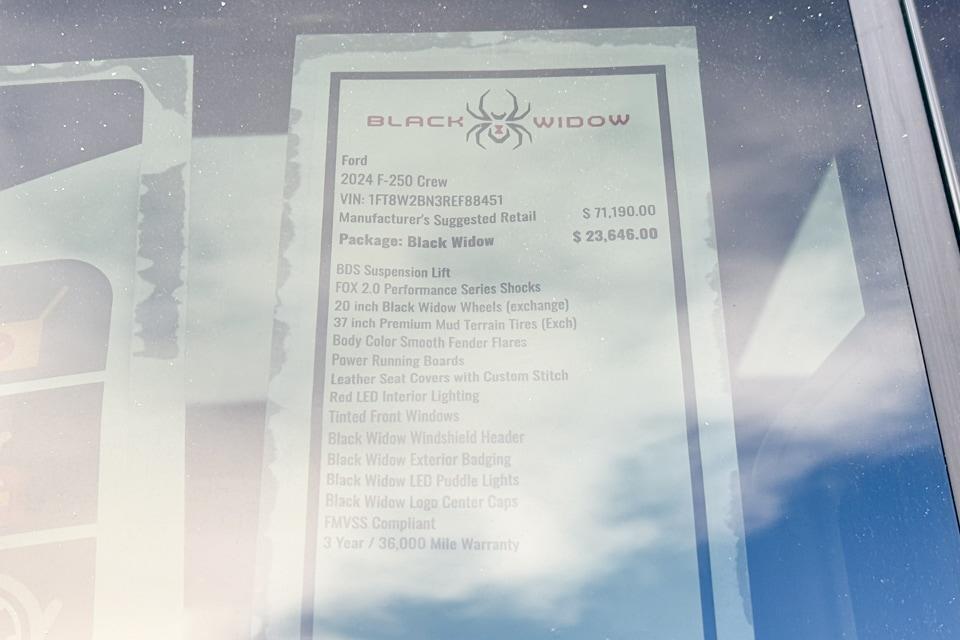 BLACK WIDOW
Ford
2024 F-250 Crew
VIN: 1FT8W2BN3REF88451
Manufacturer's Suggested Retail $ 71,190.00
Package: Black Widow $ 23,646.00
BDS Suspension Lift
FOX 2.0 Performance Series Shocks
20 inch Black Widow Wheels (exchange)
37 inch Premium Mud Terrain Tires (Exch)
Body Color Smooth Fender Flares
Power Running Boards
Leather Seat Covers with Custom Stitch
Red LED Interior Lighting
Tinted Front Windows
Black Widow Windshield Header
Black Widow Exterior Badging
Black Widow LED Puddle Lights
Black Widow Logo Center Caps
FMVSS Compliant
3 Year / 36,000 Mile Warranty